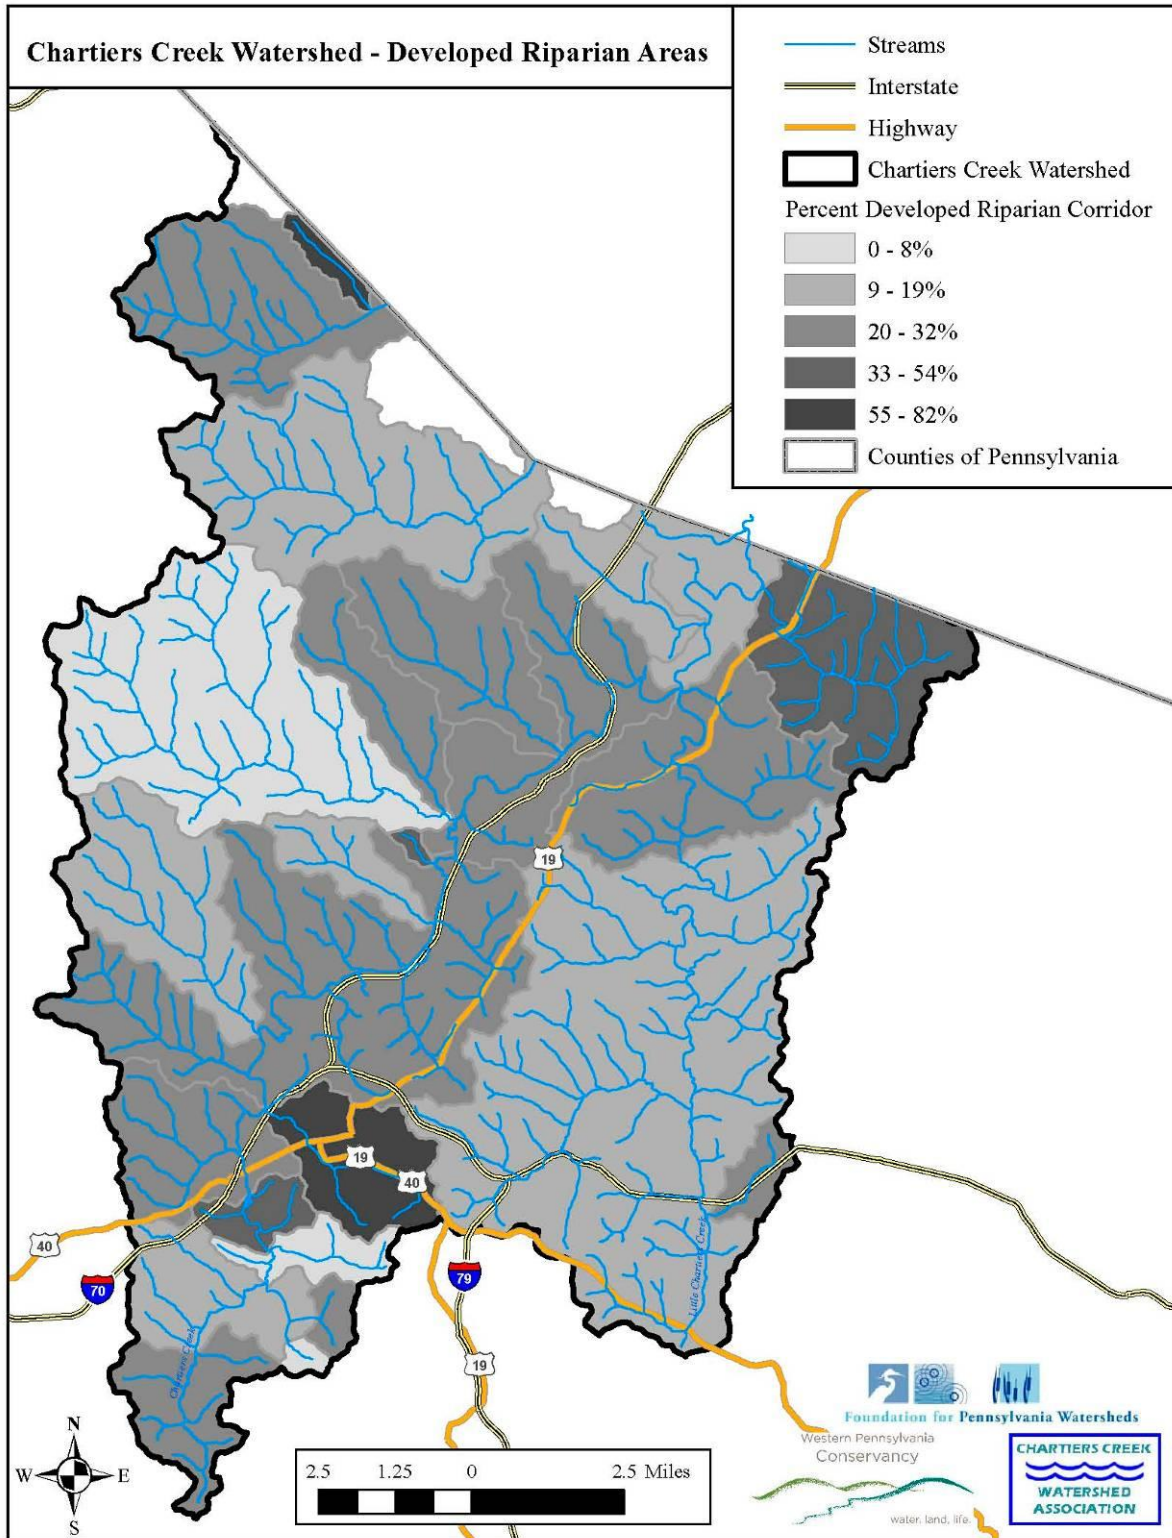 Chartiers Creek Watershed - Developed Riparian Areas
Streams
Interstate
Highway
Chartiers Creek Watershed
Percent Developed Riparian Corridor
0 - 8%
9 - 19%
20 - 32%
33 - 54%
55 - 82%
Counties of Pennsylvania
19
19
40
40
70
79
19
Little Chartiers Creek
Chartiers Creek
N
W
E
S
2.5 1.25 0 2.5 Miles
Foundation for Pennsylvania Watersheds
Western Pennsylvania
Conservancy
water, land, life.
CHARTIERS CREEK
WATERSHED
ASSOCIATION